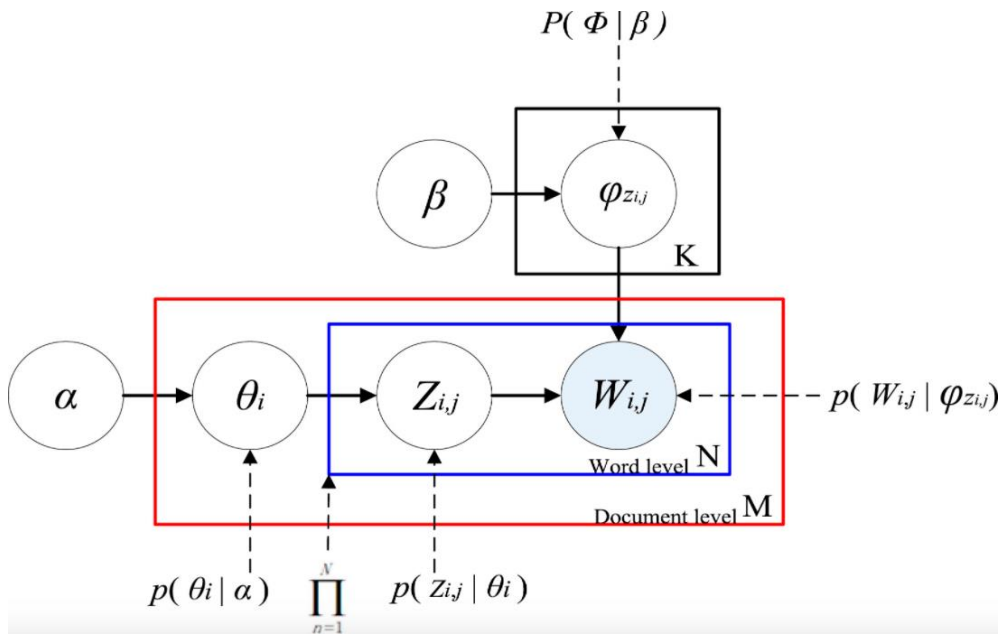 P( Φ | β )
β
φzi,j
K
α
θi
Zi,j
Wi,j
p( Wi,j | φzi,j)
Word level N
Document level M
p( θi | α )
N
∏
n=1
p( Zi,j | θi )